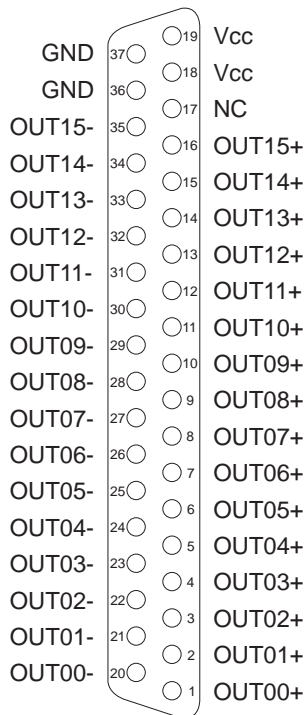 19 Vcc
GND 37
18 Vcc
GND 36
17 NC
OUT15- 35
16 OUT15+
OUT14- 34
15 OUT14+
OUT13- 33
14 OUT13+
OUT12- 32
13 OUT12+
OUT11- 31
12 OUT11+
OUT10- 30
11 OUT10+
OUT09- 29
10 OUT09+
OUT08- 28
9 OUT08+
OUT07- 27
8 OUT07+
OUT06- 26
7 OUT06+
OUT05- 25
6 OUT05+
OUT04- 24
5 OUT04+
OUT03- 23
4 OUT03+
OUT02- 22
3 OUT02+
OUT01- 21
2 OUT01+
OUT00- 20
1 OUT00+